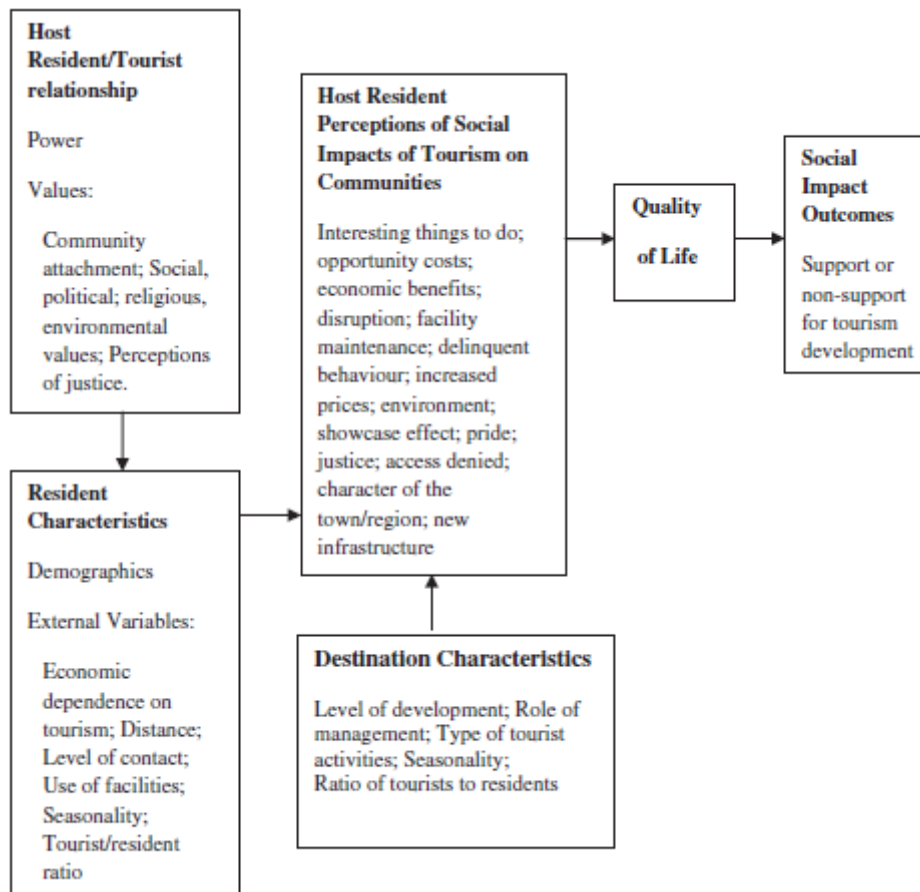 Host
Resident/Tourist
relationship
Power
Values:
Community
attachment; Social,
political; religious,
environmental
values; Perceptions
of justice.
Resident
Characteristics
Demographics
External Variables:
Economic
dependence on
tourism; Distance;
Level of contact;
Use of facilities;
Seasonality;
Tourist/resident
ratio
Host Resident
Perceptions of Social
Impacts of Tourism on
Communities
Interesting things to do;
opportunity costs;
economic benefits;
disruption; facility
maintenance; delinquent
behaviour; increased
prices; environment;
showcase effect; pride;
justice; access denied;
character of the
town/region; new
infrastructure
Destination Characteristics
Level of development; Role of
management; Type of tourist
activities; Seasonality;
Ratio of tourists to residents
Quality
of Life
Social
Impact
Outcomes
Support or
non-support
for tourism
development